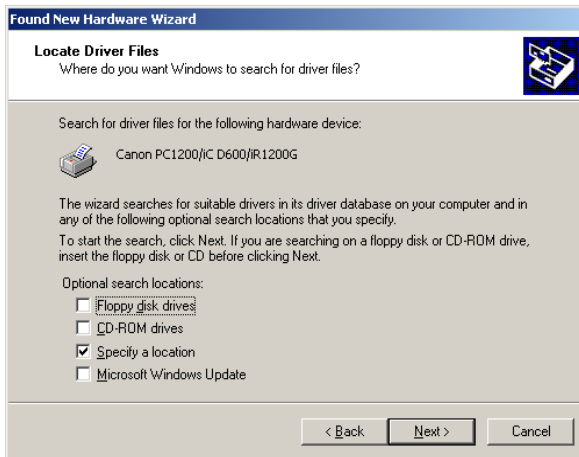 Found New Hardware Wizard
Locate Driver Files
Where do you want Windows to search for driver files?
Search for driver files for the following hardware device:
Canon PC1200/iC D600/iR1200G
The wizard searches for suitable drivers in its driver database on your computer and in
any of the following optional search locations that you specify.
To start the search, click Next. If you are searching on a floppy disk or CD-ROM drive,
insert the floppy disk or CD before clicking Next.
Optional search locations:
Floppy disk drives
CD-ROM drives
Specify a location
Microsoft Windows Update
< Back Next > Cancel